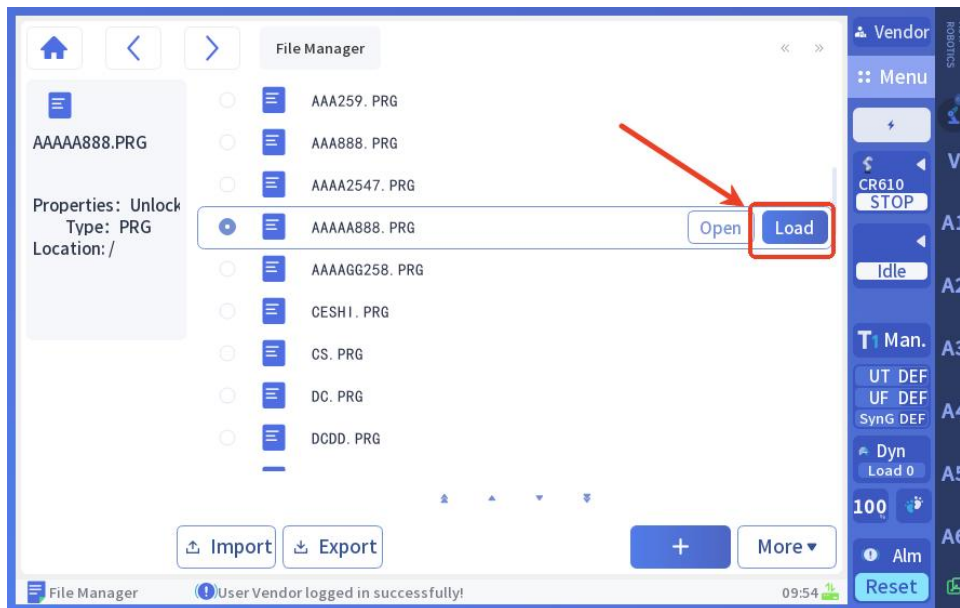 File Manager
« »
Vendor
Menu
AAAAA888.PRG
Properties: Unlock
Type: PRG
Location: /
AAA259. PRG
AAA888. PRG
AAAA2547. PRG
AAAAA888. PRG
Open
Load
AAAAGG258. PRG
CESHI. PRG
CS. PRG
DC. PRG
DCDD. PRG
Import
Export
+
More
CR610
STOP
Idle
T1 Man.
UT DEF
UF DEF
SynG DEF
Dyn
Load 0
100
%
Alm
Reset
File Manager
User Vendor logged in successfully!
09:54
ROBOTICS
V
A1
A2
A3
A4
A5
A6